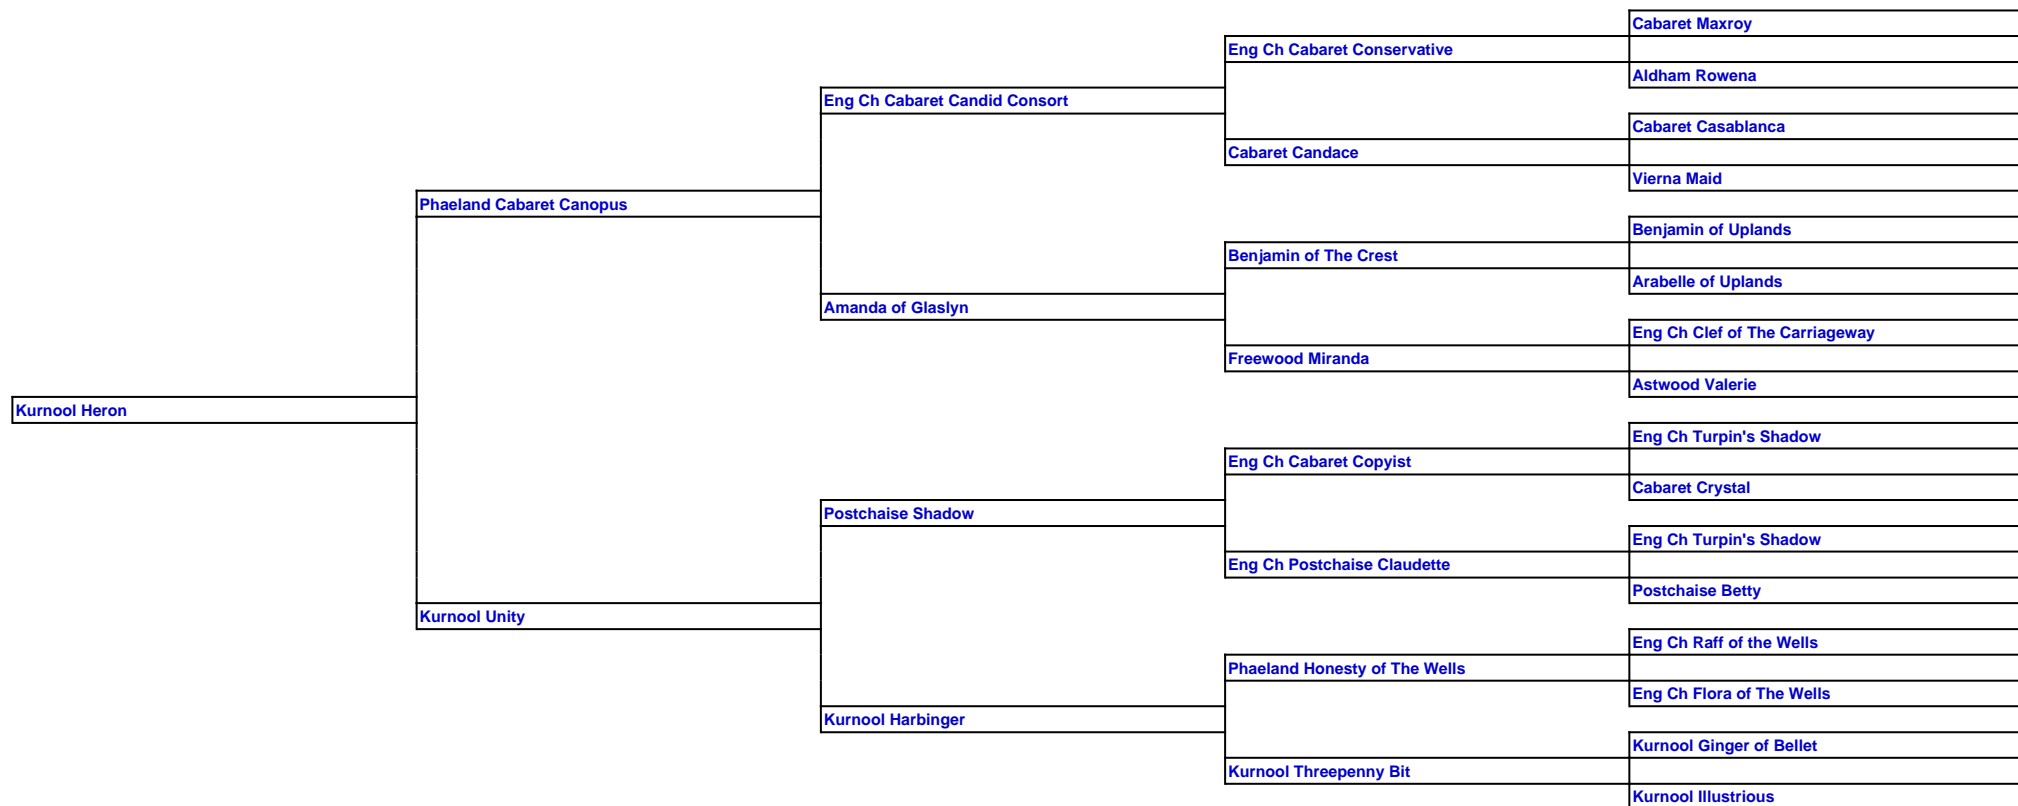 Cabaret Maxroy
Eng Ch Cabaret Conservative
Aldham Rowena
Eng Ch Cabaret Candid Consort
Cabaret Casablanca
Cabaret Candace
Vierna Maid
Phaeland Cabaret Canopus
Benjamin of Uplands
Benjamin of The Crest
Arabelle of Uplands
Amanda of Glaslyn
Eng Ch Clef of The Carriageway
Freewood Miranda
Astwood Valerie
Kurnool Heron
Eng Ch Turpin's Shadow
Eng Ch Cabaret Copyist
Cabaret Crystal
Postchaise Shadow
Eng Ch Turpin's Shadow
Eng Ch Postchaise Claudette
Postchaise Betty
Kurnool Unity
Eng Ch Raff of the Wells
Phaeland Honesty of The Wells
Eng Ch Flora of The Wells
Kurnool Harbinger
Kurnool Ginger of Bellet
Kurnool Threepenny Bit
Kurnool Illustrious